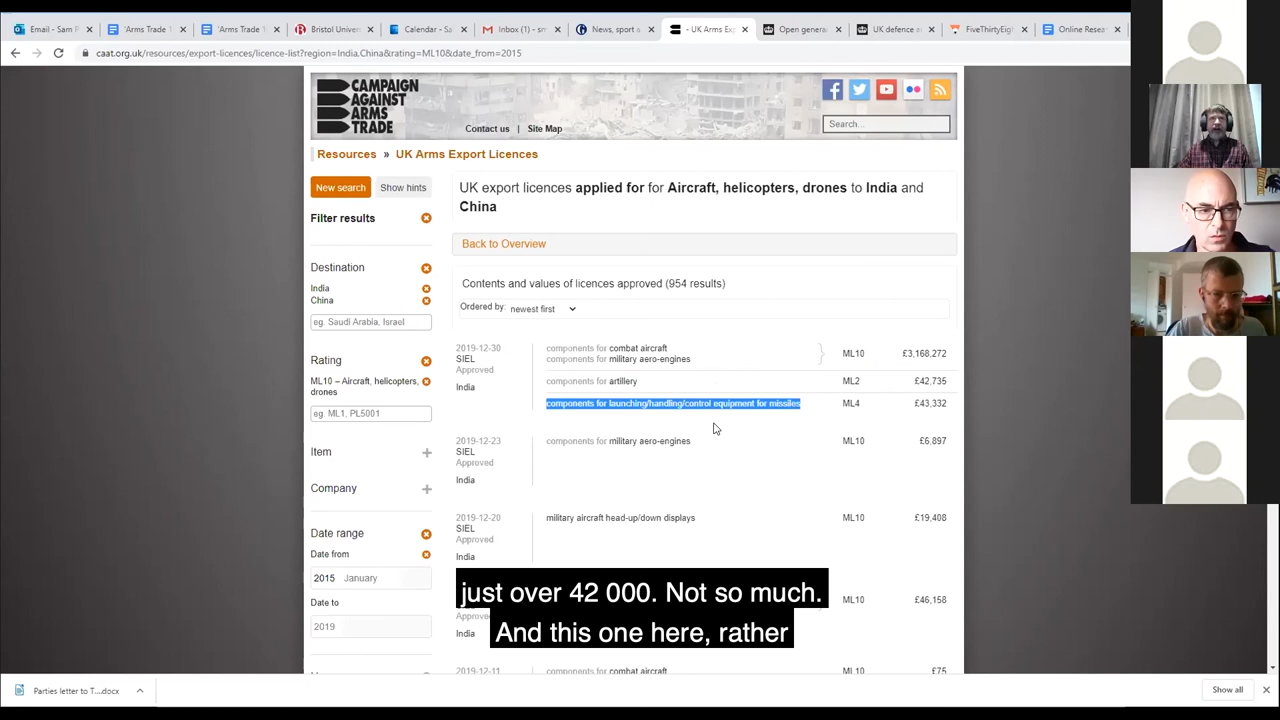 Email - Sam P
'Arms Trade 1
'Arms Trade '
Bristol Univer
Calendar - Sa
Inbox (1) - sm
News, sport o
- UK Arms Exp
Open genera
UK defence a
FiveThirtyEigh
Online Resea
caat.org.uk/resources/export-licences/licence-list?region=India,China&rating=ML10&date_from=2015
CAMPAIGN
AGAINST
ARMS
TRADE
Contact us | Site Map
Search...
Resources » UK Arms Export Licences
New search
Show hints
Filter results
Destination
India
China
eg. Saudi Arabia, Israel
Rating
ML10 – Aircraft, helicopters,
drones
eg. ML1, PL5001
Item
Company
Date range
Date from
2015 January
Date to
2019
UK export licences applied for for Aircraft, helicopters, drones to India and
China
Back to Overview
Contents and values of licences approved (954 results)
Ordered by: newest first
2019-12-30
SIEL
Approved
India
components for combat aircraft
components for military aero-engines
ML10 £3,168,272
components for artillery ML2 £42,735
components for launching/handling/control equipment for missiles ML4 £43,332
2019-12-23
SIEL
Approved
India
components for military aero-engines ML10 £6,897
2019-12-20
SIEL
Approved
India
military aircraft head-up/down displays ML10 £19,408
ML10 £46,158
India
2019-12-11 components for combat aircraft ML10 £75
just over 42 000. Not so much.
And this one here, rather
Parties letter to T....docx
Show all